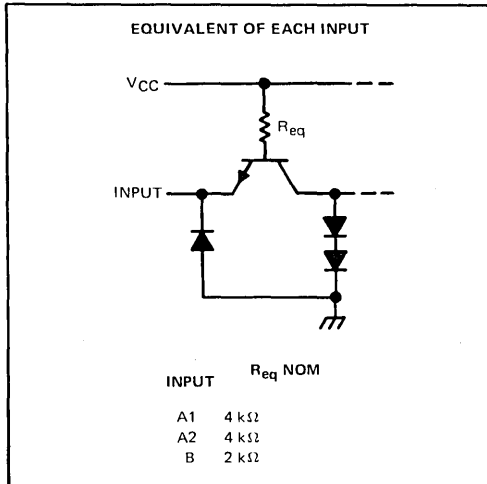 EQUIVALENT OF EACH INPUT
VCC
Req
INPUT
INPUT Req NOM
A1 4 kΩ
A2 4 kΩ
B 2 kΩ